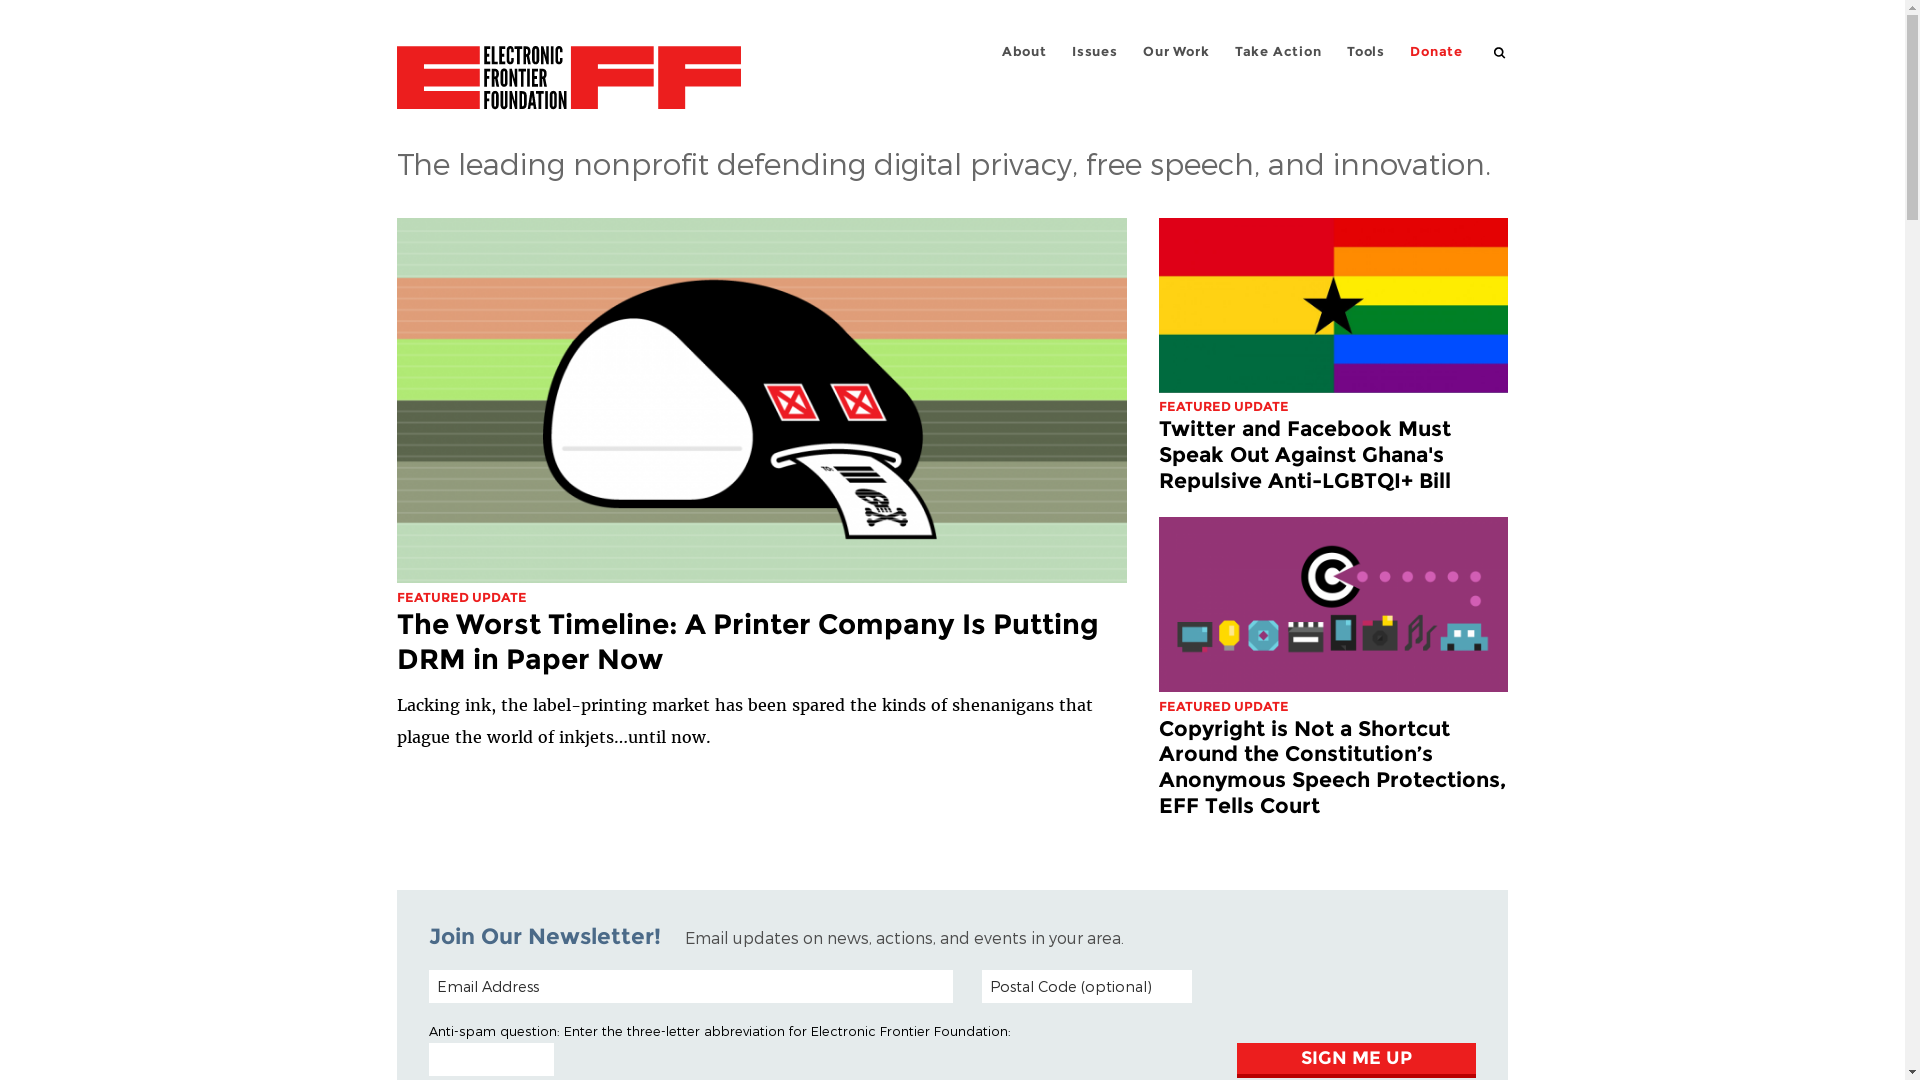 ELECTRONIC
FRONTIER
FOUNDATION
EFF
About Issues Our Work Take Action Tools Donate
The leading nonprofit defending digital privacy, free speech, and innovation.
TO:
FEATURED UPDATE
The Worst Timeline: A Printer Company Is Putting
DRM in Paper Now
Lacking ink, the label-printing market has been spared the kinds of shenanigans that
plague the world of inkjets...until now.
FEATURED UPDATE
Twitter and Facebook Must
Speak Out Against Ghana's
Repulsive Anti-LGBTQI+ Bill
FEATURED UPDATE
Copyright is Not a Shortcut
Around the Constitution’s
Anonymous Speech Protections,
EFF Tells Court
Join Our Newsletter! Email updates on news, actions, and events in your area.
Email Address Postal Code (optional)
Anti-spam question: Enter the three-letter abbreviation for Electronic Frontier Foundation:
SIGN ME UP